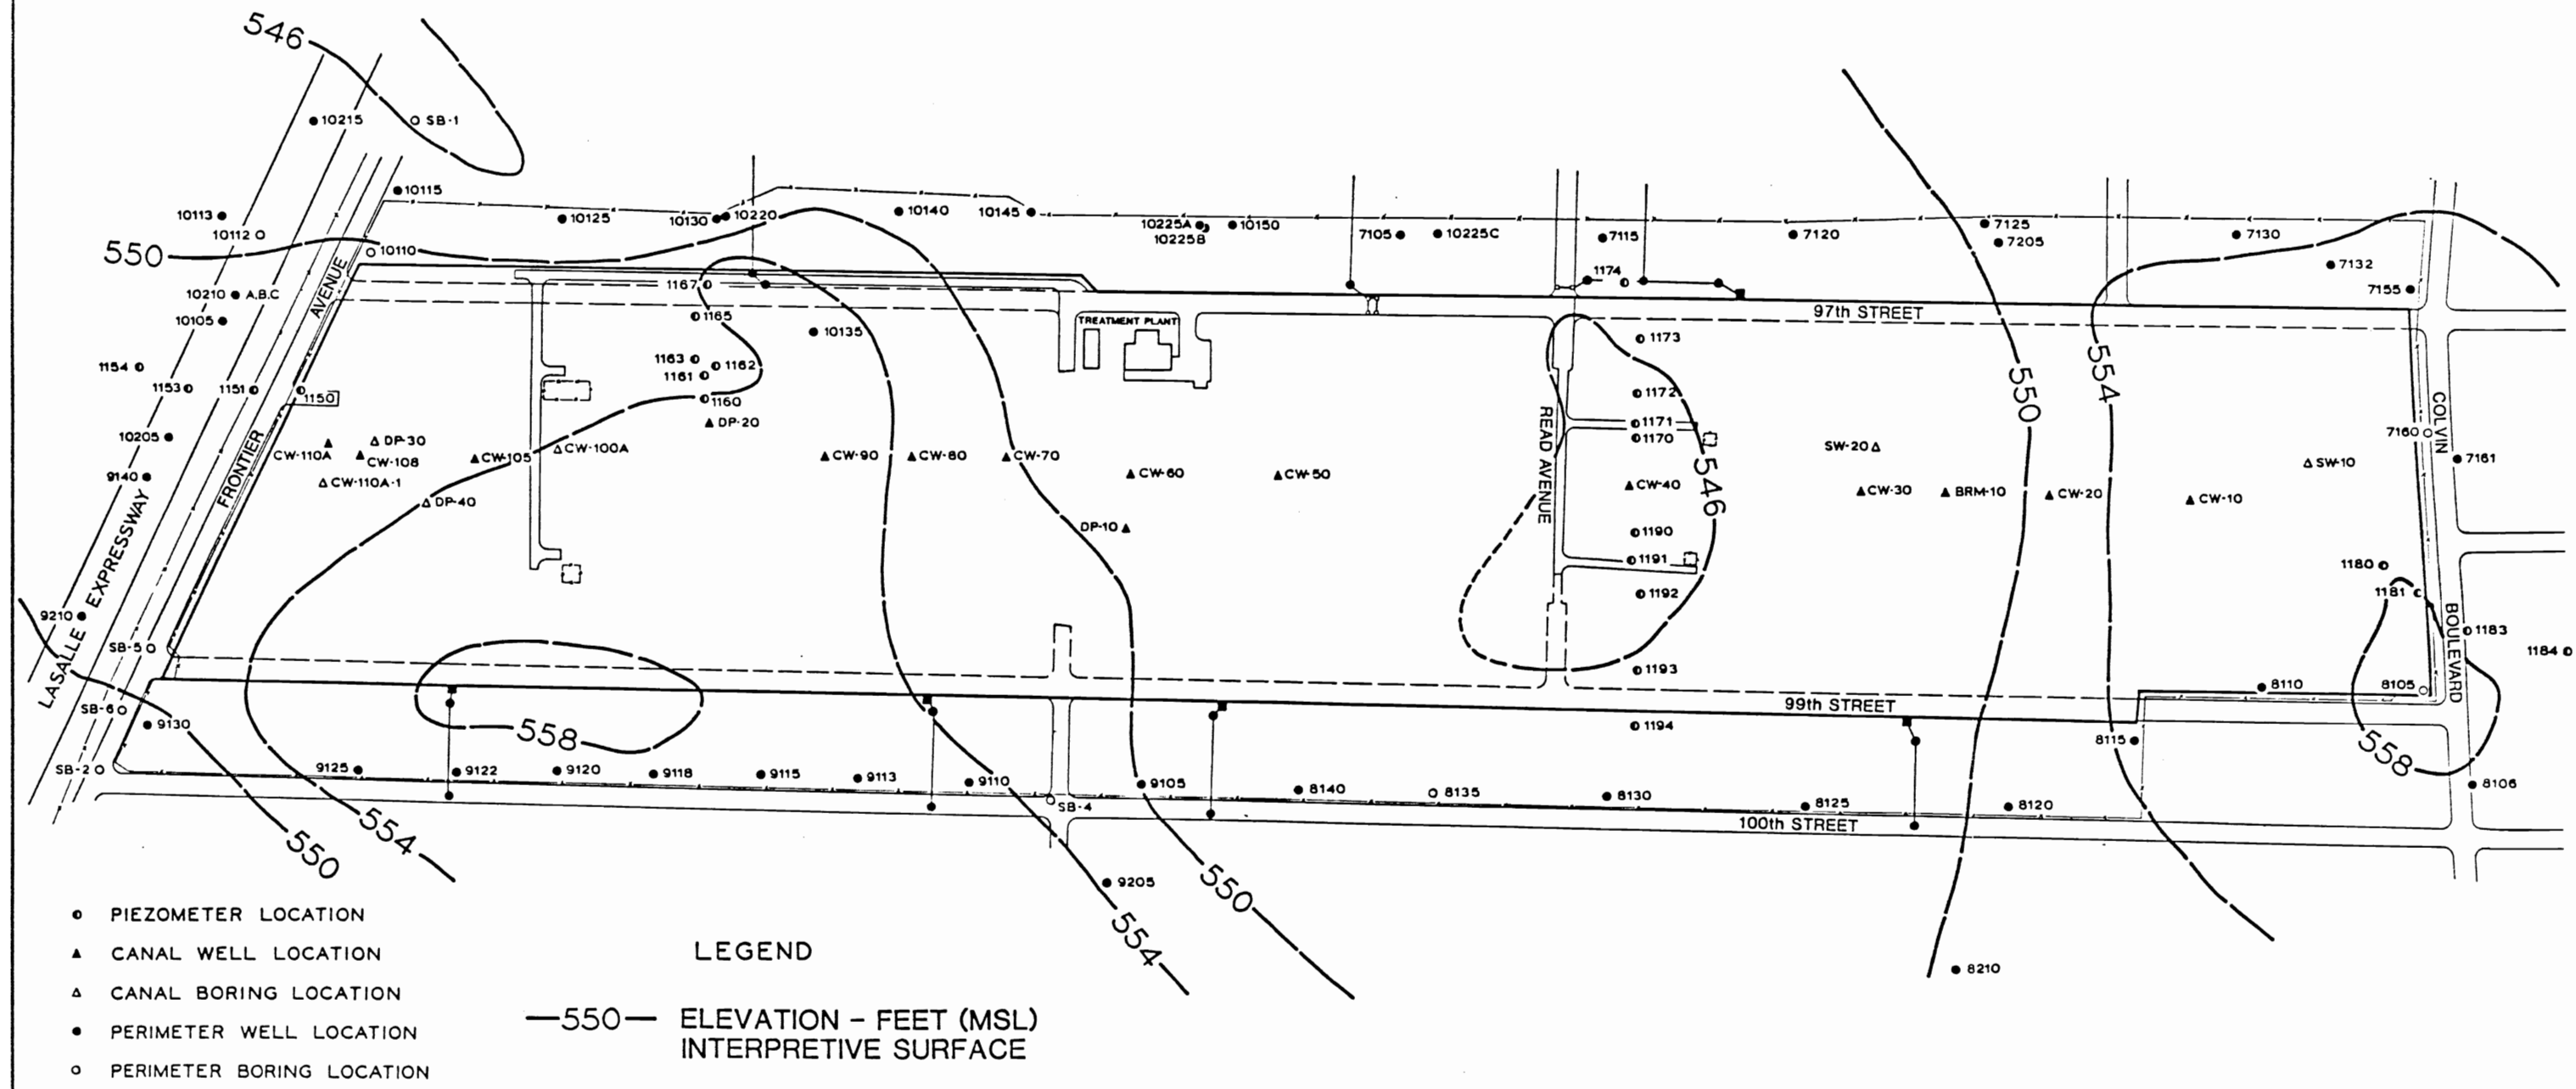 546
10215
SB-1
10115
10113
10112
550
10110
10125
10130
10220
10140
10145
10225A
10225B
10150
7105
10225C
7115
7120
7125
7205
7130
7132
7155
10210 A,B,C
10105
AVENUE
1167
1165
1174
97th STREET
TREATMENT PLANT
10135
1173
1154
1153
1151
1150
1163
1162
1161
1160
DP-20
1172
1171
1170
550
554
COLVIN
7160
7161
10205
9140
FRONTIER
CW-110A
DP-30
CW-108
CW-110A-1
CW-105
CW-100A
DP-40
CW-90
CW-80
CW-70
CW-60
CW-50
DP-10
READ AVENUE
CW-40
546
SW-20
CW-30
BRM-10
CW-20
CW-10
SW-10
1190
1191
1192
1193
1180
1181
1183
1184
BOULEVARD
LASALLE EXPRESSWAY
9210
SB-5
SB-6
9130
SB-2
558
99th STREET
8110
8105
1194
8115
558
8106
9125
9122
9120
9118
9115
9113
9110
SB-4
9105
8140
8135
8130
8125
8120
100th STREET
554
550
9205
550
554
8210
PIEZOMETER LOCATION
CANAL WELL LOCATION
CANAL BORING LOCATION
PERIMETER WELL LOCATION
PERIMETER BORING LOCATION
LEGEND
—550— ELEVATION - FEET (MSL)
INTERPRETIVE SURFACE